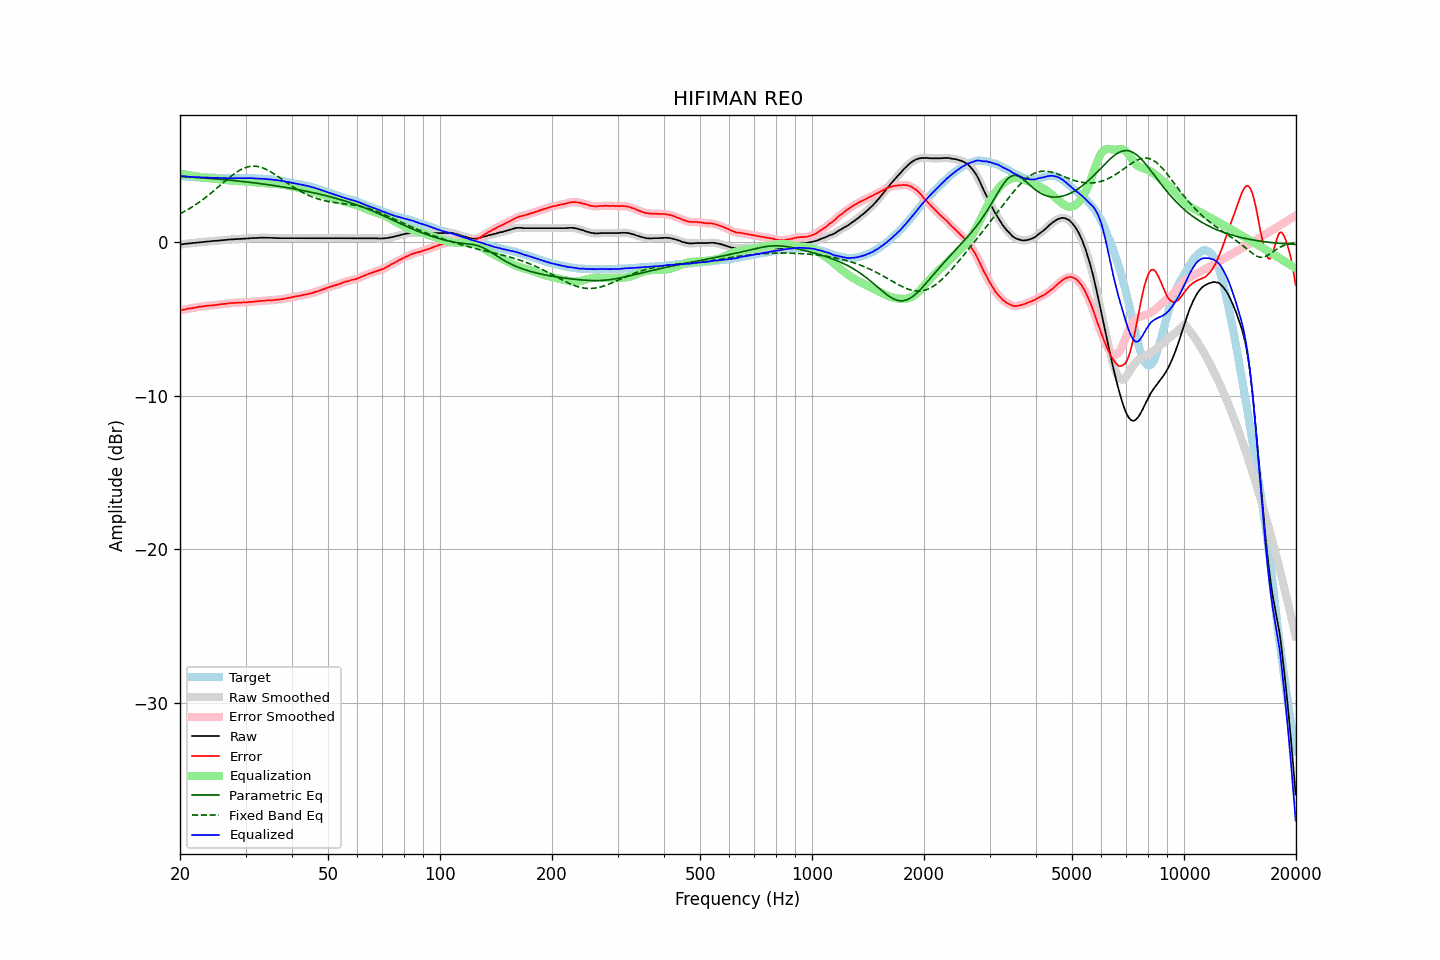 HIFIMAN RE0
Amplitude (dBr)
0
−10
−20
−30
Target
Raw Smoothed
Error Smoothed
Raw
Error
Equalization
Parametric Eq
Fixed Band Eq
Equalized
20 50 100 200 500 1000 2000 5000 10000 20000
Frequency (Hz)